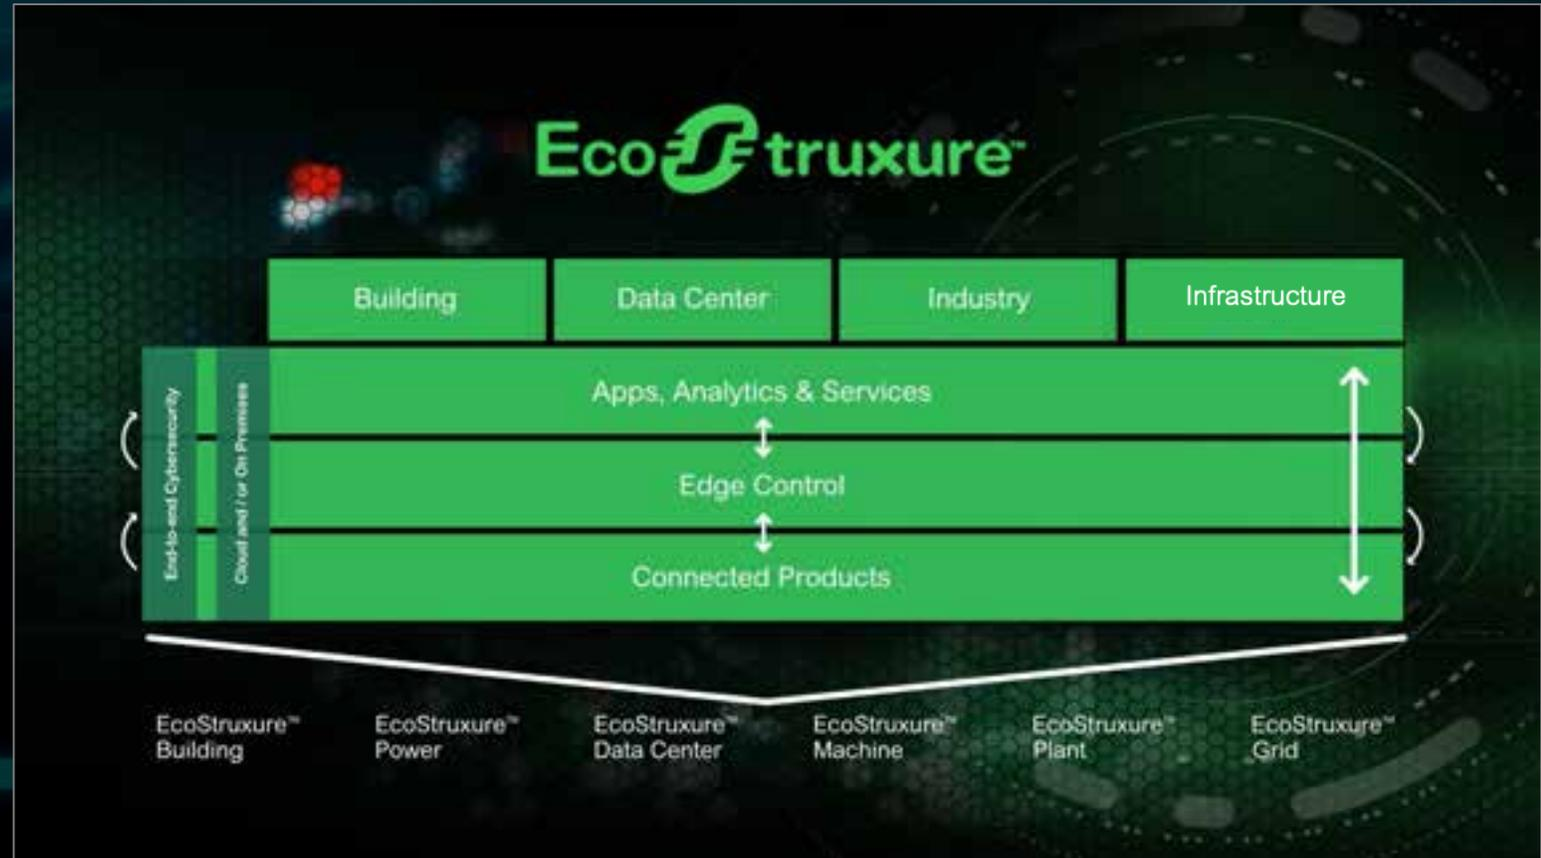 EcoStruxure™
Building
Data Center
Industry
Infrastructure
End-to-end Cybersecurity
Cloud and / or On Premises
Apps, Analytics & Services
Edge Control
Connected Products
EcoStruxure™
Building
EcoStruxure™
Power
EcoStruxure™
Data Center
EcoStruxure™
Machine
EcoStruxure™
Plant
EcoStruxure™
Grid